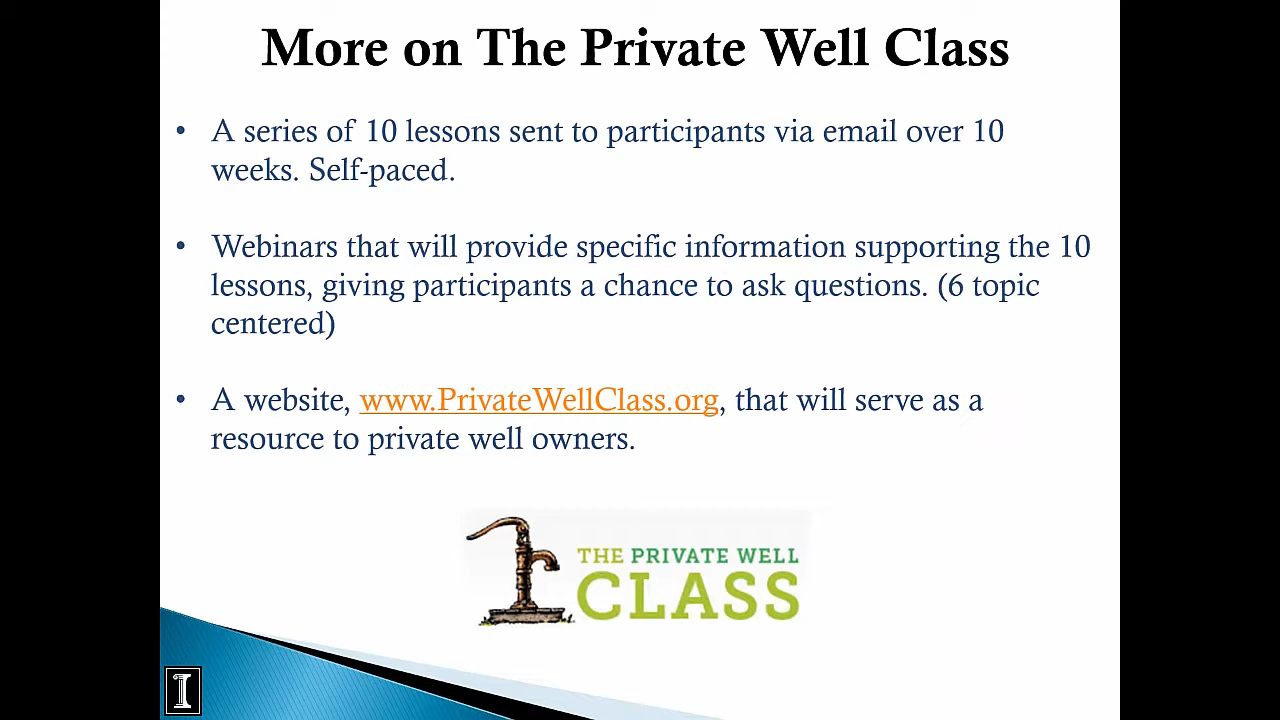 More on The Private Well Class
• A series of 10 lessons sent to participants via email over 10
weeks. Self-paced.
• Webinars that will provide specific information supporting the 10
lessons, giving participants a chance to ask questions. (6 topic
centered)
• A website, www.PrivateWellClass.org, that will serve as a
resource to private well owners.
THE PRIVATE WELL
CLASS
I